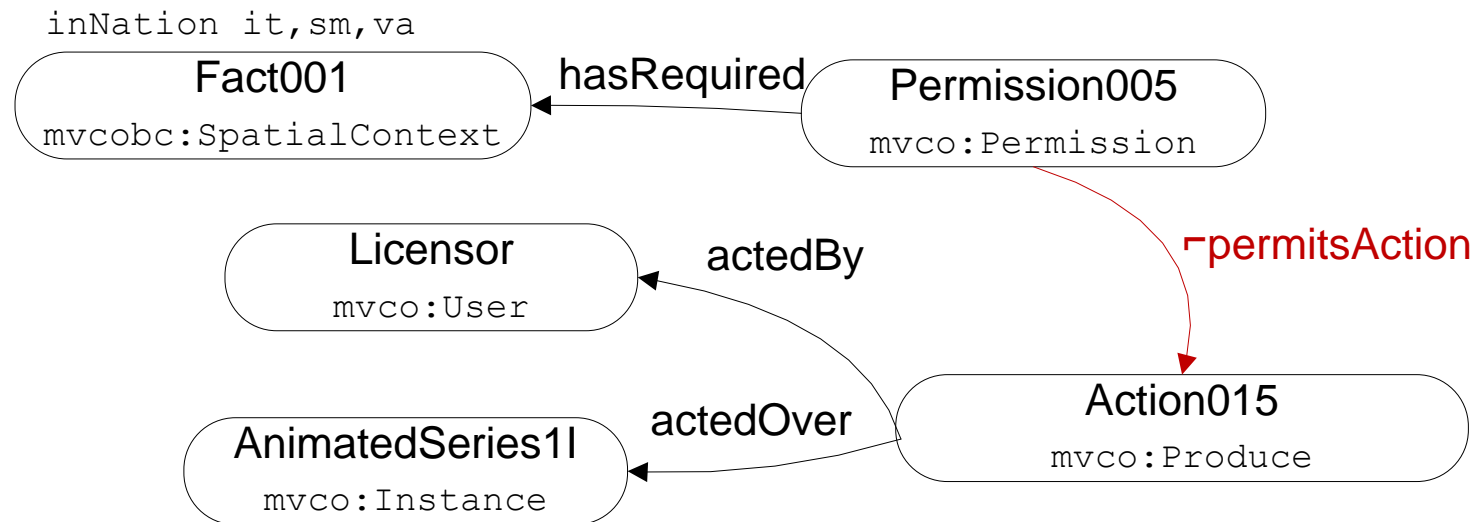 inNation it,sm,va
Fact001
mvcobc:SpatialContext
hasRequired
Permission005
mvco:Permission
¬permitsAction
Licensor
mvco:User
actedBy
AnimatedSeries1I
mvco:Instance
actedOver
Action015
mvco:Produce